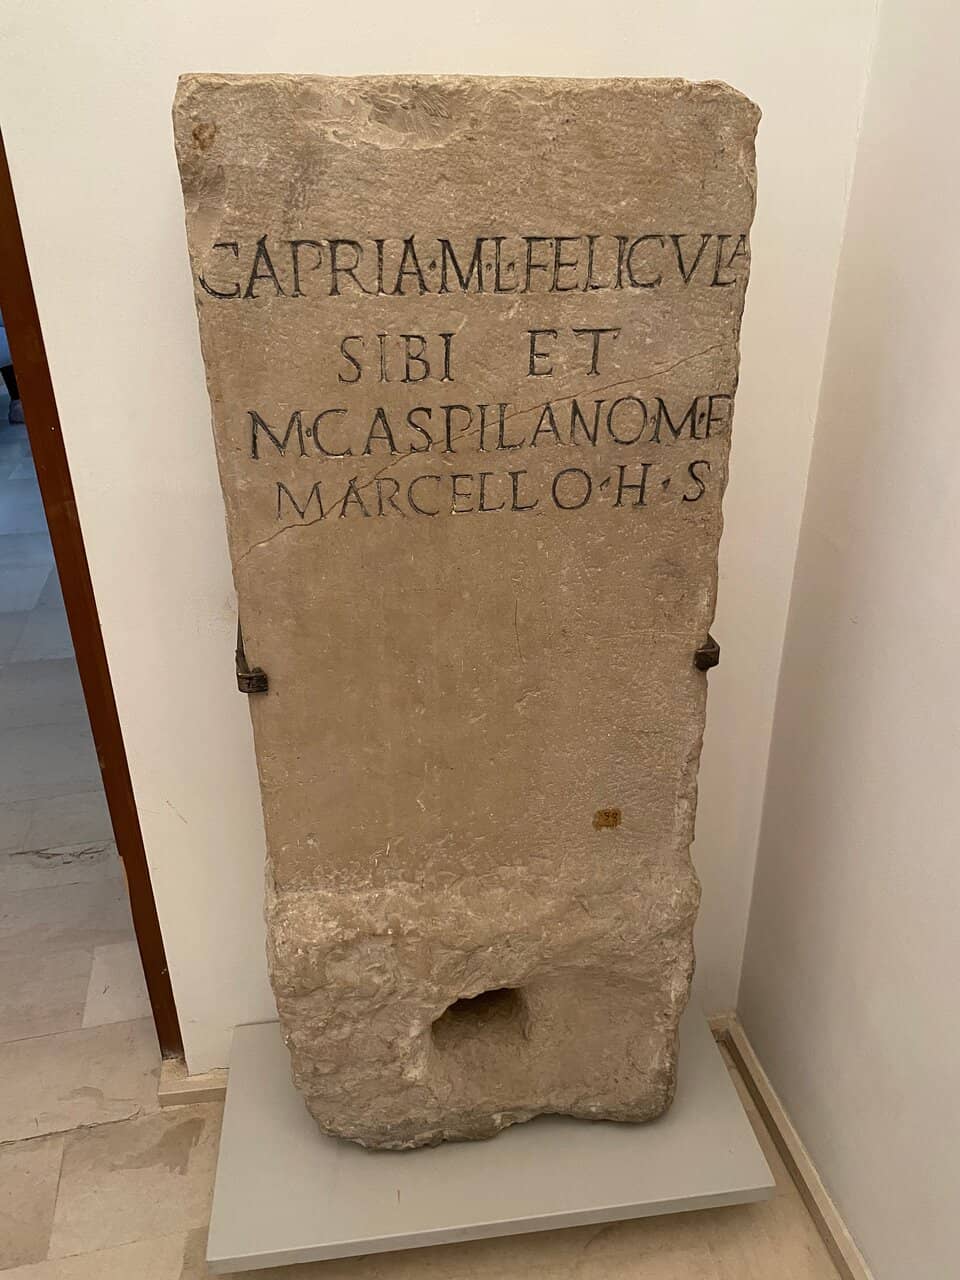 CAPRIA·M·L·FELICVLA
SIBI ET
M·CASPILANO·M·F
MARCELLO·H·S